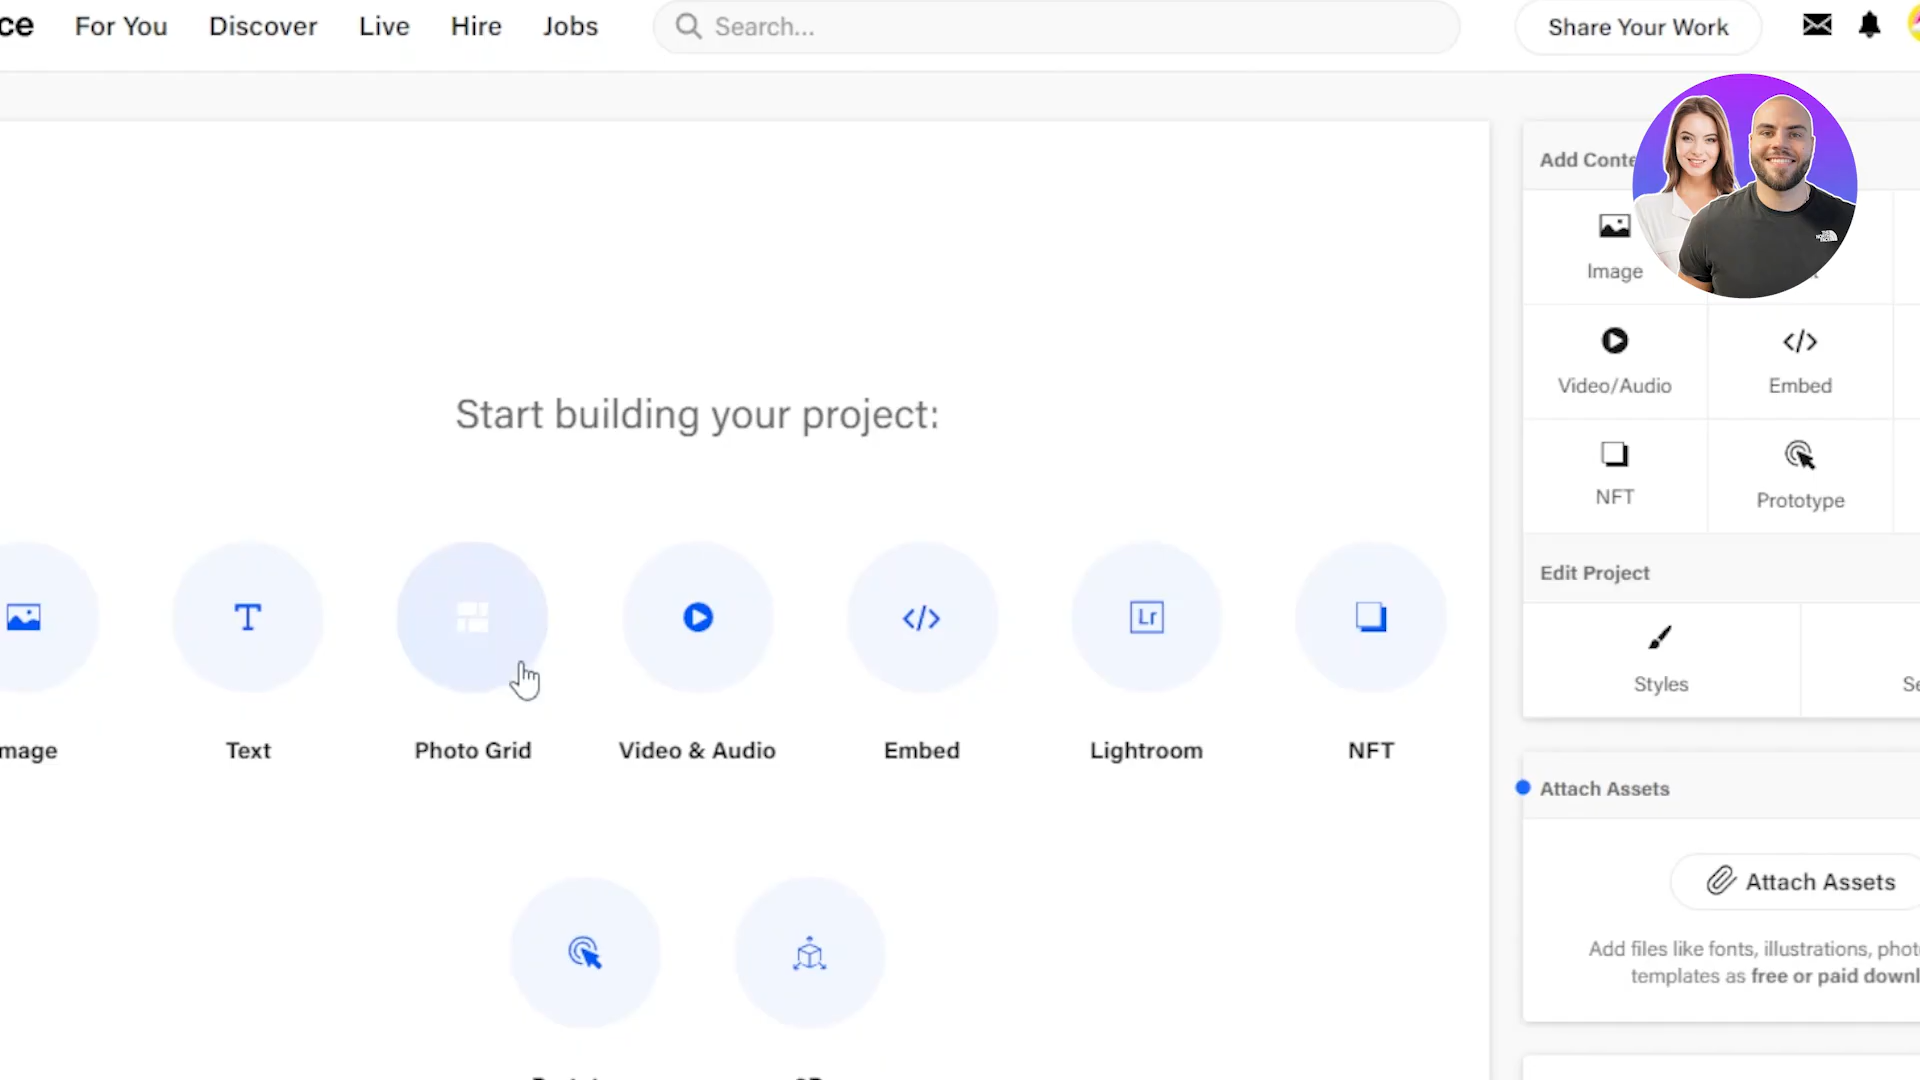 ce For You Discover Live Hire Jobs Search... Share Your Work
Add Conte
Image
Video/Audio Embed
NFT Prototype
Edit Project
Styles Se
Start building your project:
T Lr
mage Text Photo Grid Video & Audio Embed Lightroom NFT
Attach Assets
Attach Assets
Add files like fonts, illustrations, phot
templates as free or paid downl